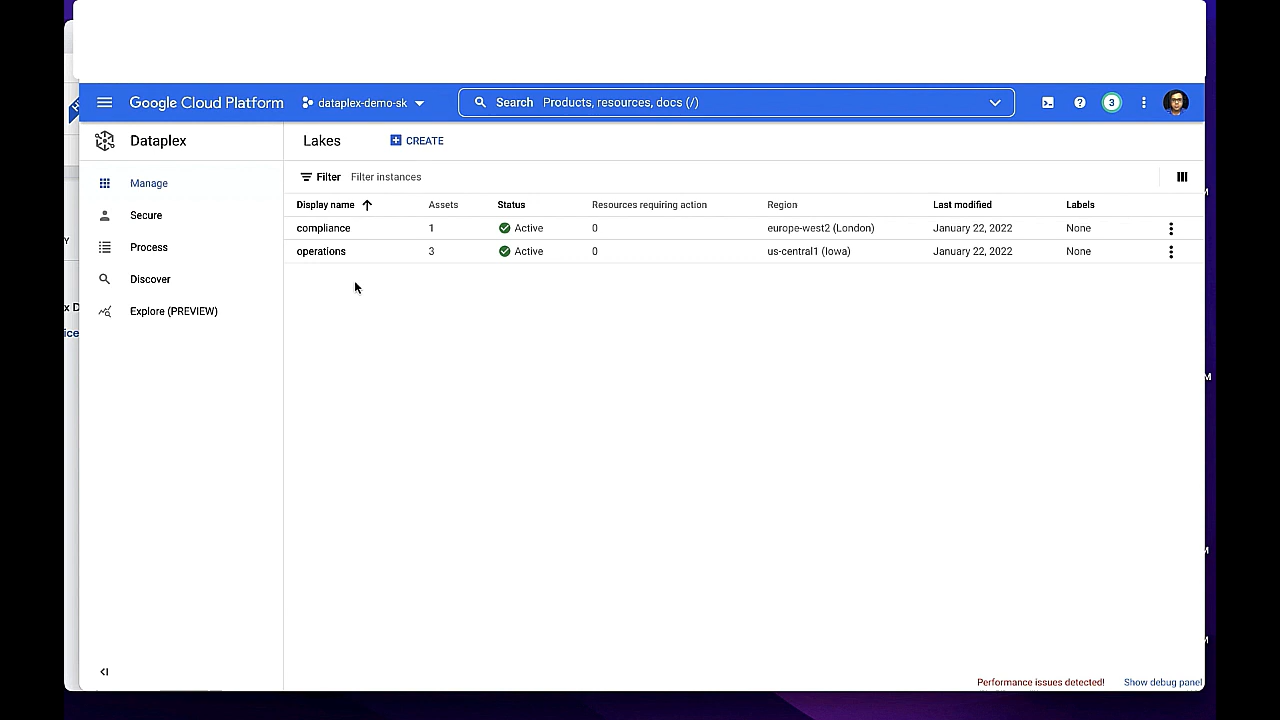 Google Cloud Platform dataplex-demo-sk Search Products, resources, docs (/) 3
Dataplex Lakes CREATE
Manage
Secure
Process
Discover
Explore (PREVIEW)
Filter Filter instances
Display name Assets Status Resources requiring action Region Last modified Labels
compliance 1 Active 0 europe-west2 (London) January 22, 2022 None
operations 3 Active 0 us-central1 (Iowa) January 22, 2022 None
Performance issues detected! Show debug panel